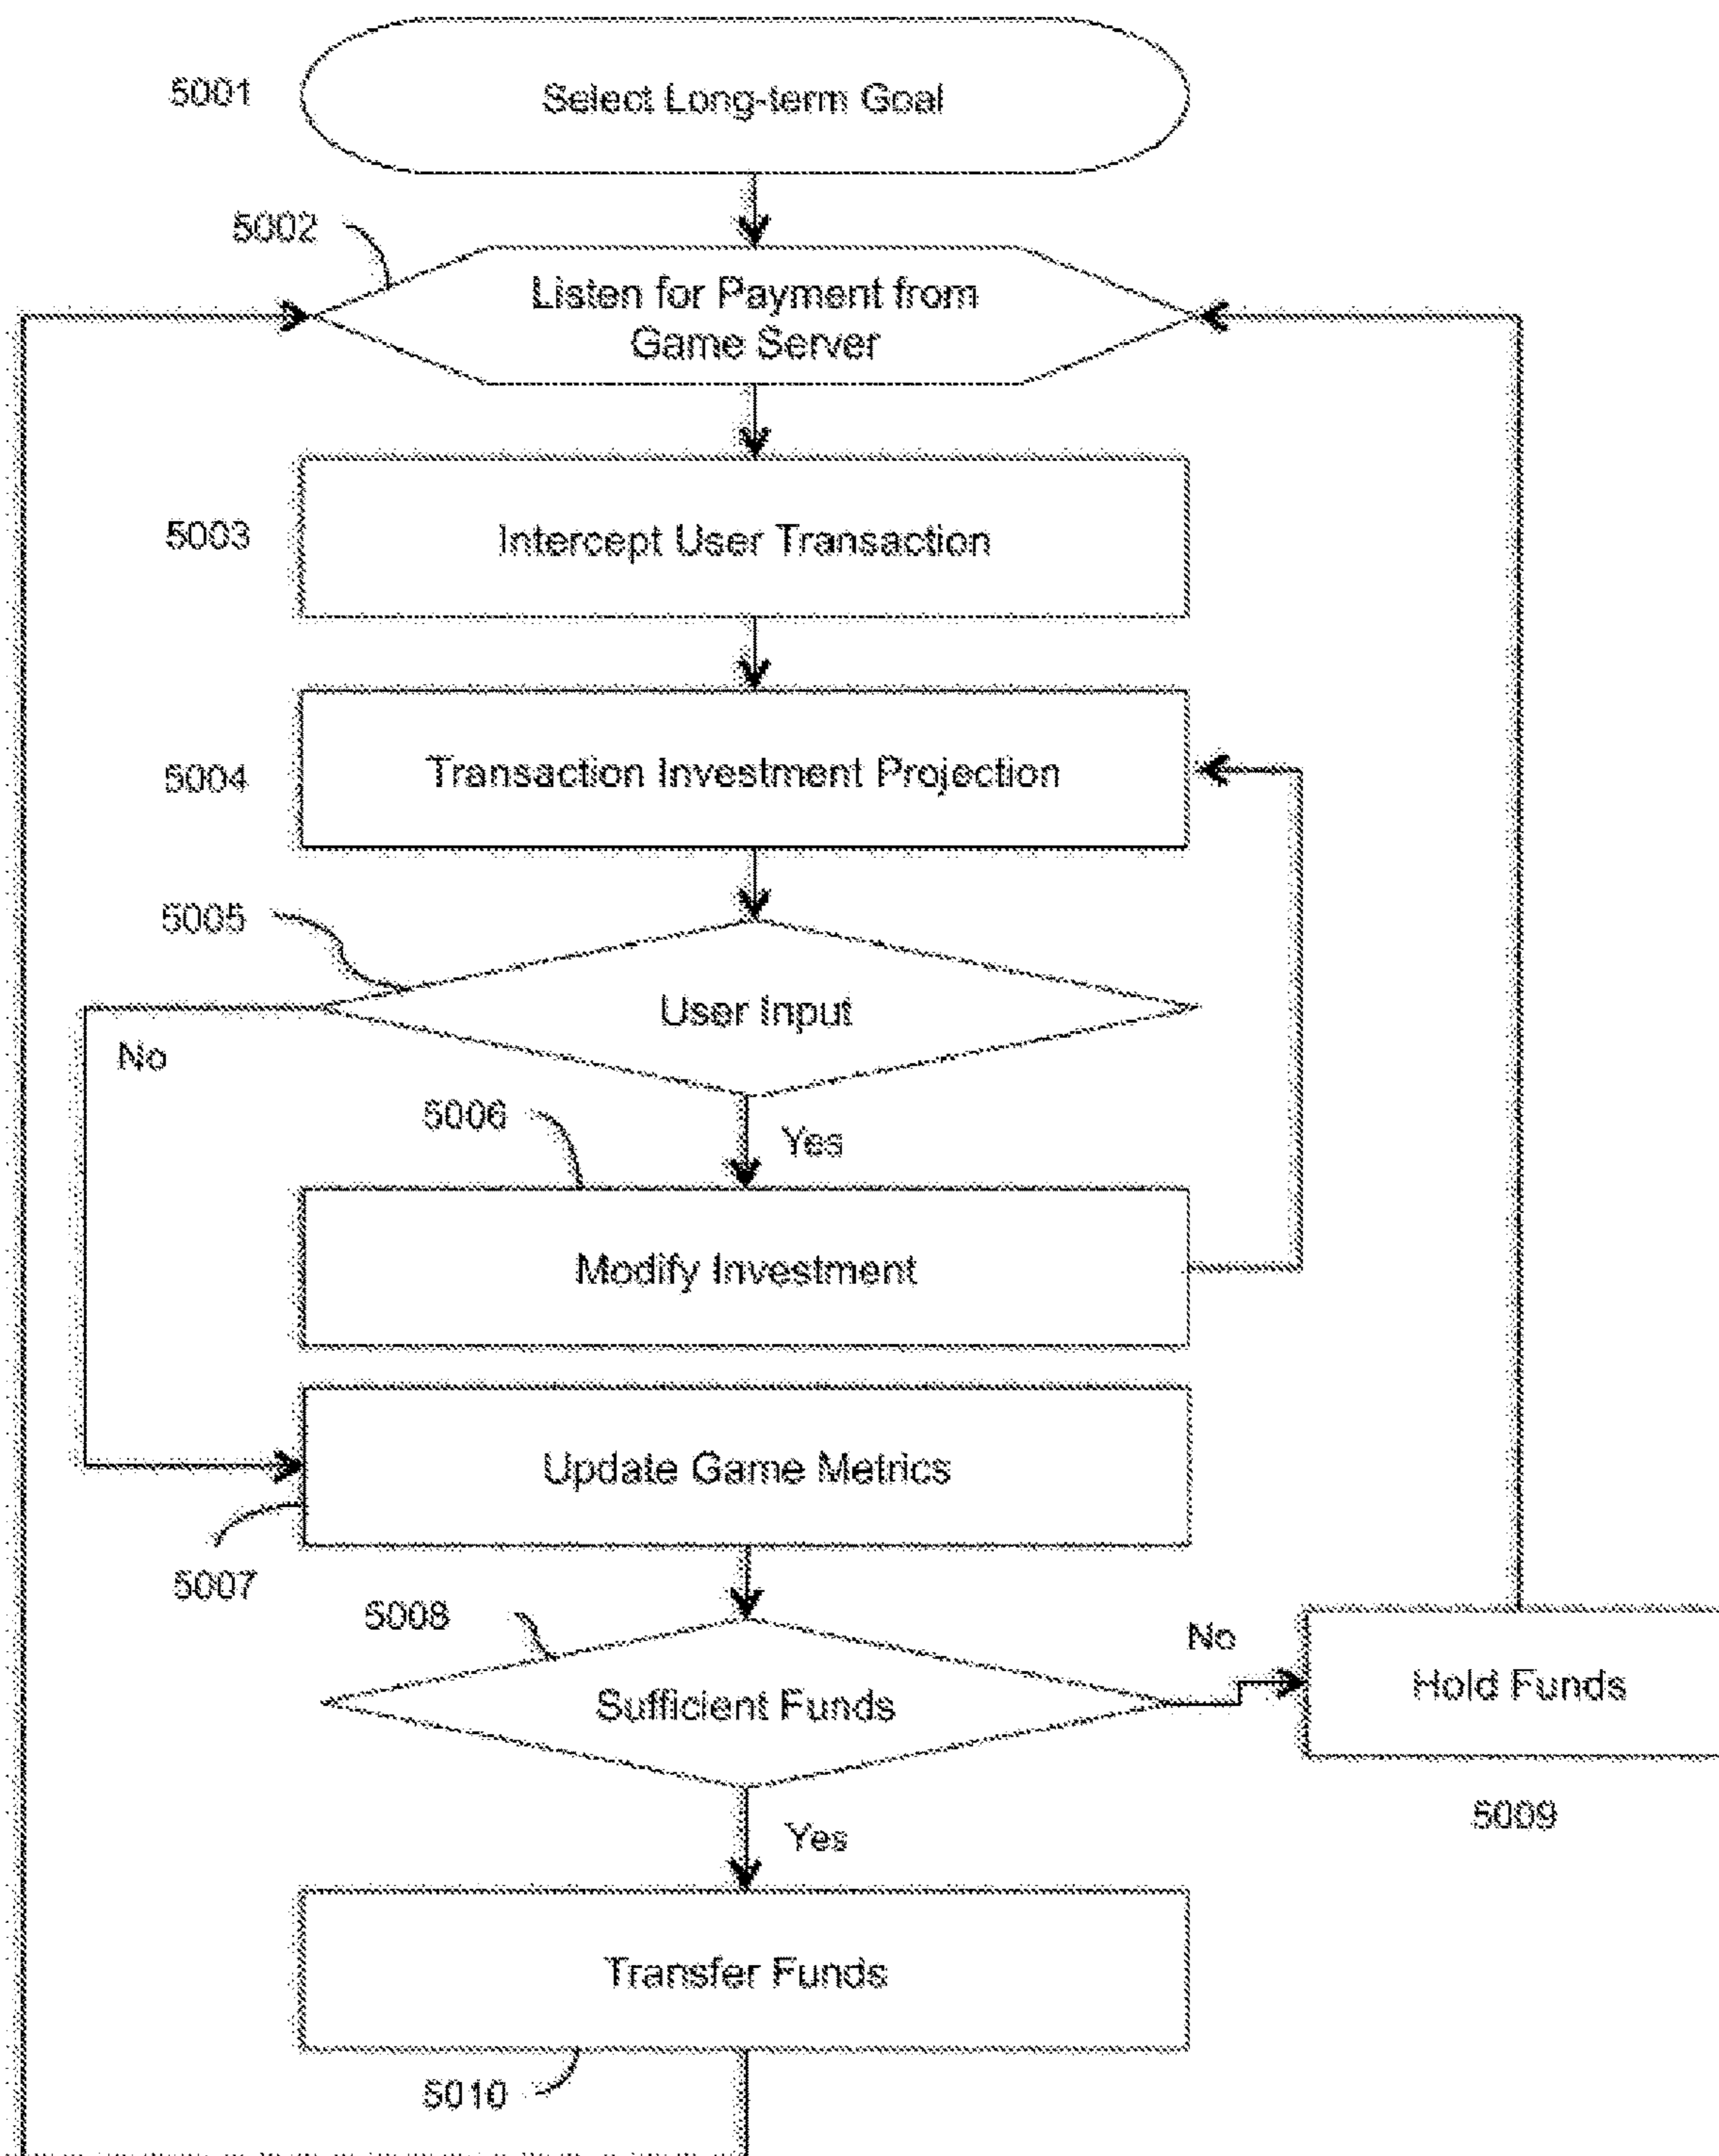 5001
Select Long-term Goal
5002
Listen for Payment from
Game Server
5003
Intercept User Transaction
5004
Transaction Investment Projection
5005
User Input
No
5006
Yes
Modify Investment
Update Game Metrics
5007
5008
No
Sufficient Funds
Hold Funds
5009
Yes
Transfer Funds
5010